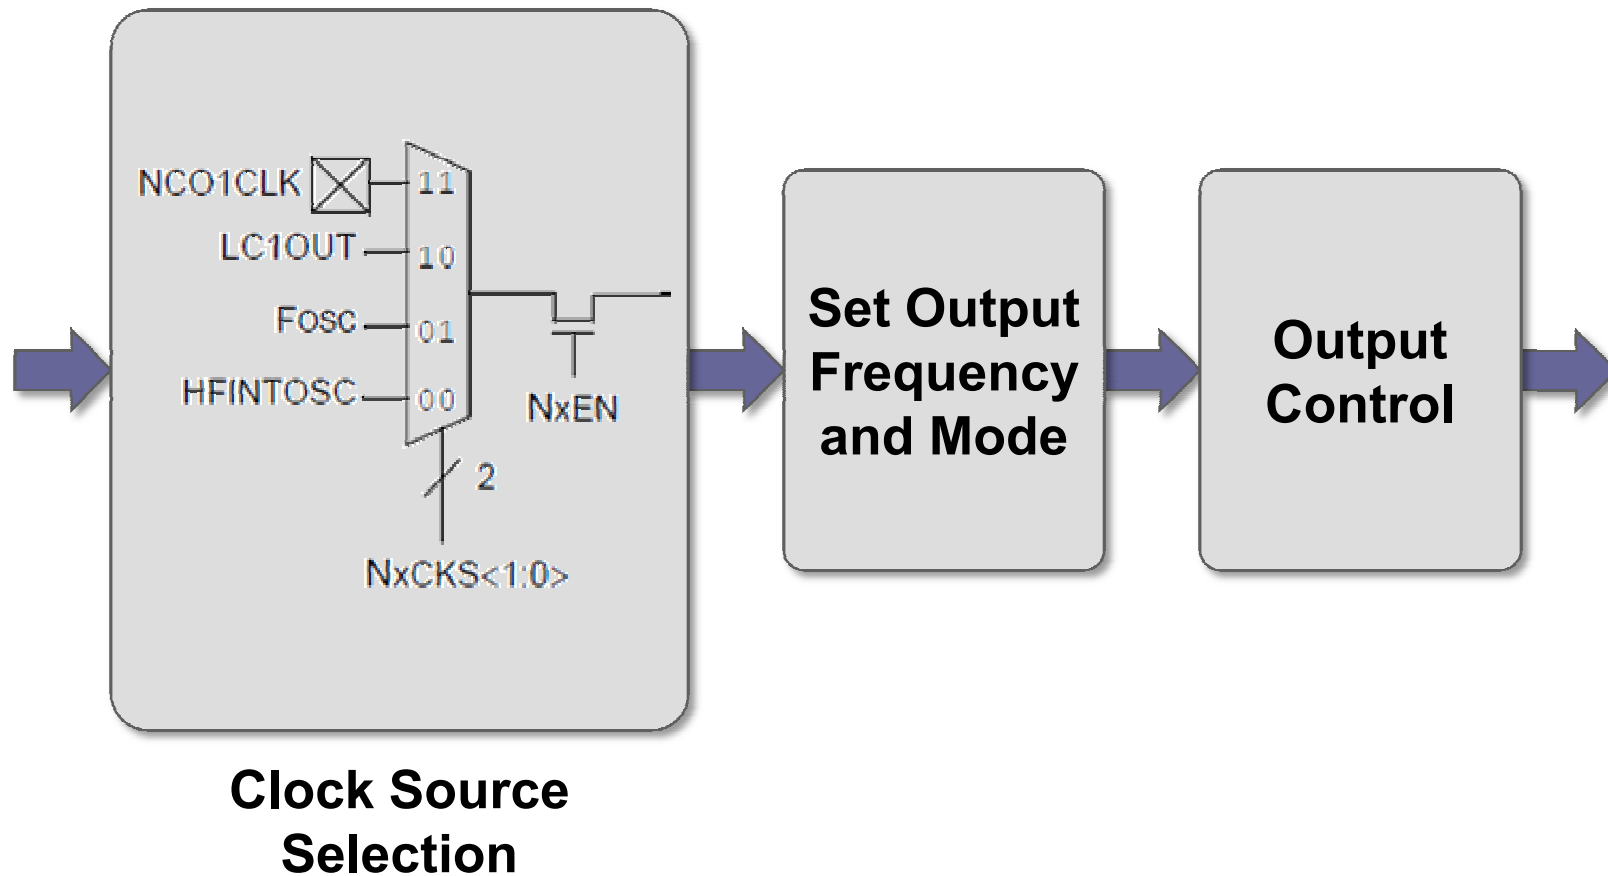 NCO1CLK
11
LC1OUT
10
FOSC
01
HFINTOSC
00
NxEN
2
NxCKS<1:0>
Set Output
Frequency
and Mode
Output
Control
Clock Source
Selection